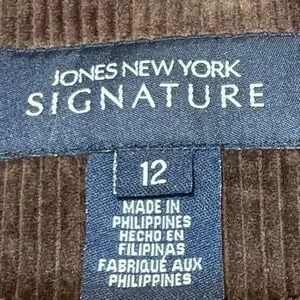 JONES NEW YORK
SIGNATURE
12
MADE IN
PHILIPPINES
HECHO EN
FILIPINAS
FABRIQUÉ AUX
PHILIPPINES